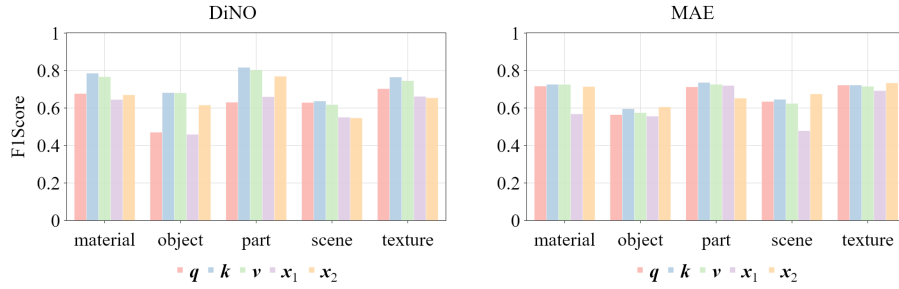 DiNO
F1Score
1
0.8
0.6
0.4
0.2
0
material object part scene texture
q k v x₁ x₂
MAE
1
0.8
0.6
0.4
0.2
0
material object part scene texture
q k v x₁ x₂